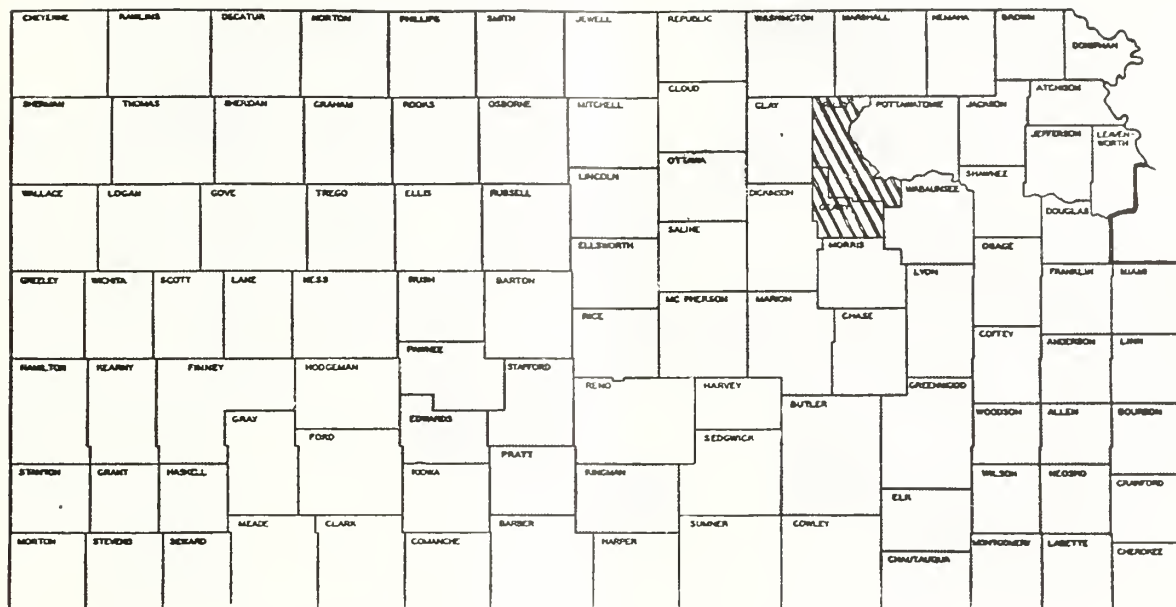 CHEYENNE
RAWLINS
DECATUR
NORTON
PHILLIPS
SMITH
JEWELL
REPUBLIC
WASHINGTON
MARSHALL
NEMAHA
BROWN
DONIPHAN
SHERMAN
THOMAS
SHERIDAN
GRAHAM
ROOKS
OSBORNE
MITCHELL
CLOUD
CLAY
POTTAWATOMIE
JACKSON
ATCHISON
JEFFERSON
LEAVEN-
WORTH
WALLACE
LOGAN
GOVE
TREGO
ELLIS
RUSSELL
LINCOLN
OTTAWA
DICKINSON
GEARY
WABAUNSEE
SHAWNEE
DOUGLAS
ELLSWORTH
SALINE
MORRIS
OSAGE
GREELEY
WICHITA
SCOTT
LANE
NESS
RUSH
BARTON
RICE
MC PHERSON
MARION
CHASE
LYON
FRANKLIN
MIAMI
COFFEY
ANDERSON
LINN
HAMILTON
KEARNY
FINNEY
HODGEMAN
PAWNEE
STAFFORD
RENO
HARVEY
BUTLER
GREENWOOD
WOODSON
ALLEN
BOURBON
GRAY
FORD
EDWARDS
PRATT
SEDGWICK
STANTON
GRANT
HASKELL
KIOWA
KINGMAN
ELK
WILSON
NEOSHO
CRAWFORD
MEADE
CLARK
BARBER
SUMNER
COWLEY
MORTON
STEVENS
SEWARD
COMANCHE
HARPER
CHAUTAUQUA
MONTGOMERY
LABETTE
CHEROKEE